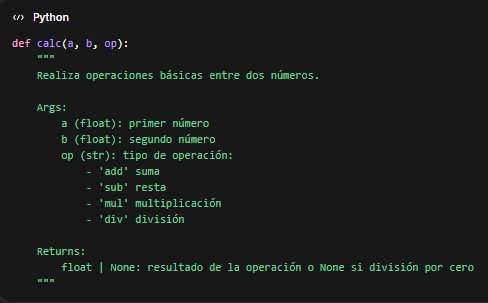 </> Python
def calc(a, b, op):
    """
    Realiza operaciones básicas entre dos números.

    Args:
        a (float): primer número
        b (float): segundo número
        op (str): tipo de operación:
            - 'add' suma
            - 'sub' resta
            - 'mul' multiplicación
            - 'div' división

    Returns:
        float | None: resultado de la operación o None si división por cero
    """